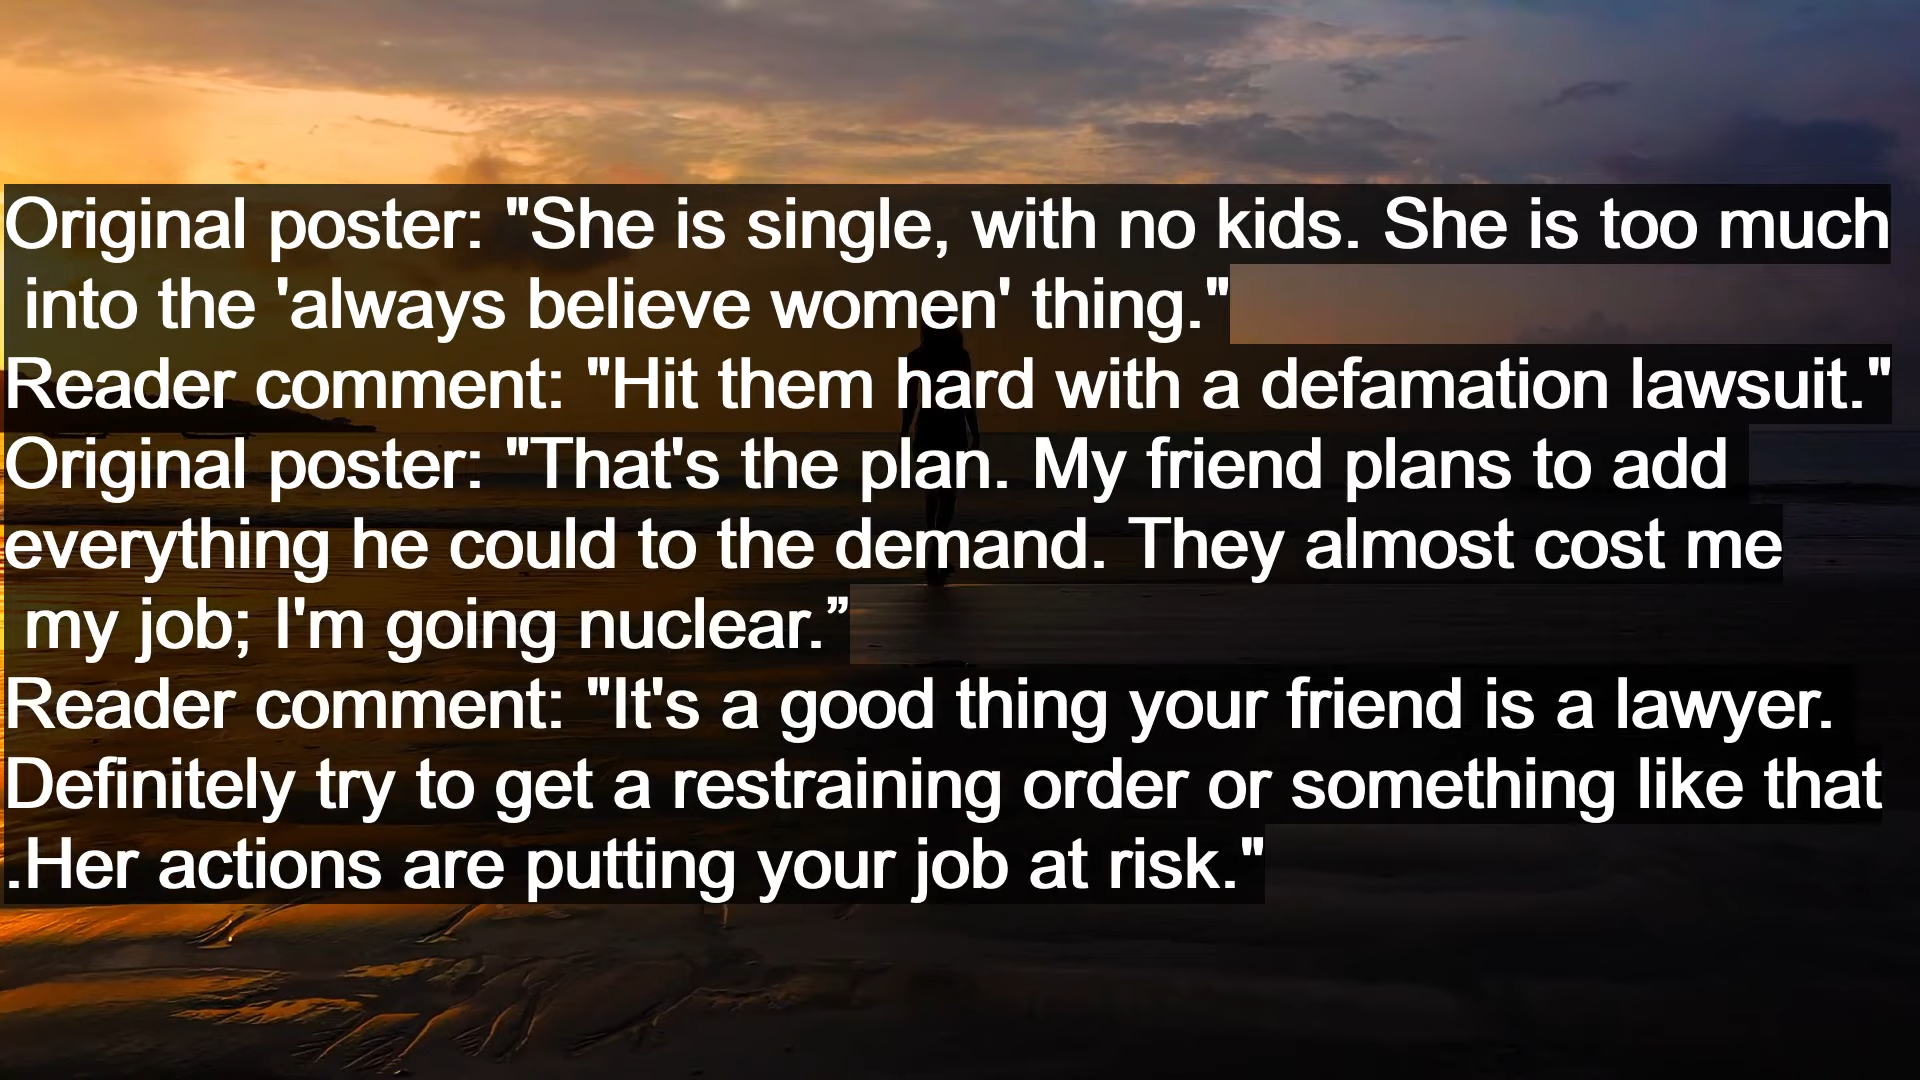 Original poster: "She is single, with no kids. She is too much
into the 'always believe women' thing."
Reader comment: "Hit them hard with a defamation lawsuit."
Original poster: "That's the plan. My friend plans to add
everything he could to the demand. They almost cost me
my job; I'm going nuclear.”
Reader comment: "It's a good thing your friend is a lawyer.
Definitely try to get a restraining order or something like that
.Her actions are putting your job at risk."